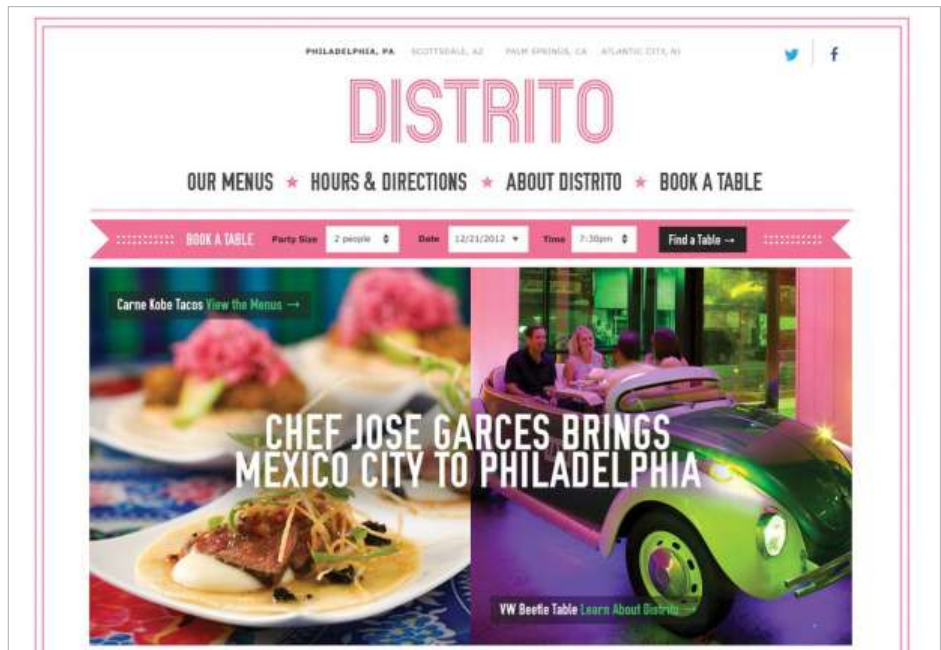 PHILADELPHIA, PA SCOTTSDALE, AZ PALM SPRINGS, CA ATLANTIC CITY, NJ
DISTRITO
OUR MENUS ★ HOURS & DIRECTIONS ★ ABOUT DISTRITO ★ BOOK A TABLE
BOOK A TABLE Party Size 2 people Date 12/21/2012 Time 7:30pm Find a Table →
Carne Kobe Tacos View the Menus →
CHEF JOSE GARCES BRINGS
MEXICO CITY TO PHILADELPHIA
VW Beetle Table Learn About Distrito →